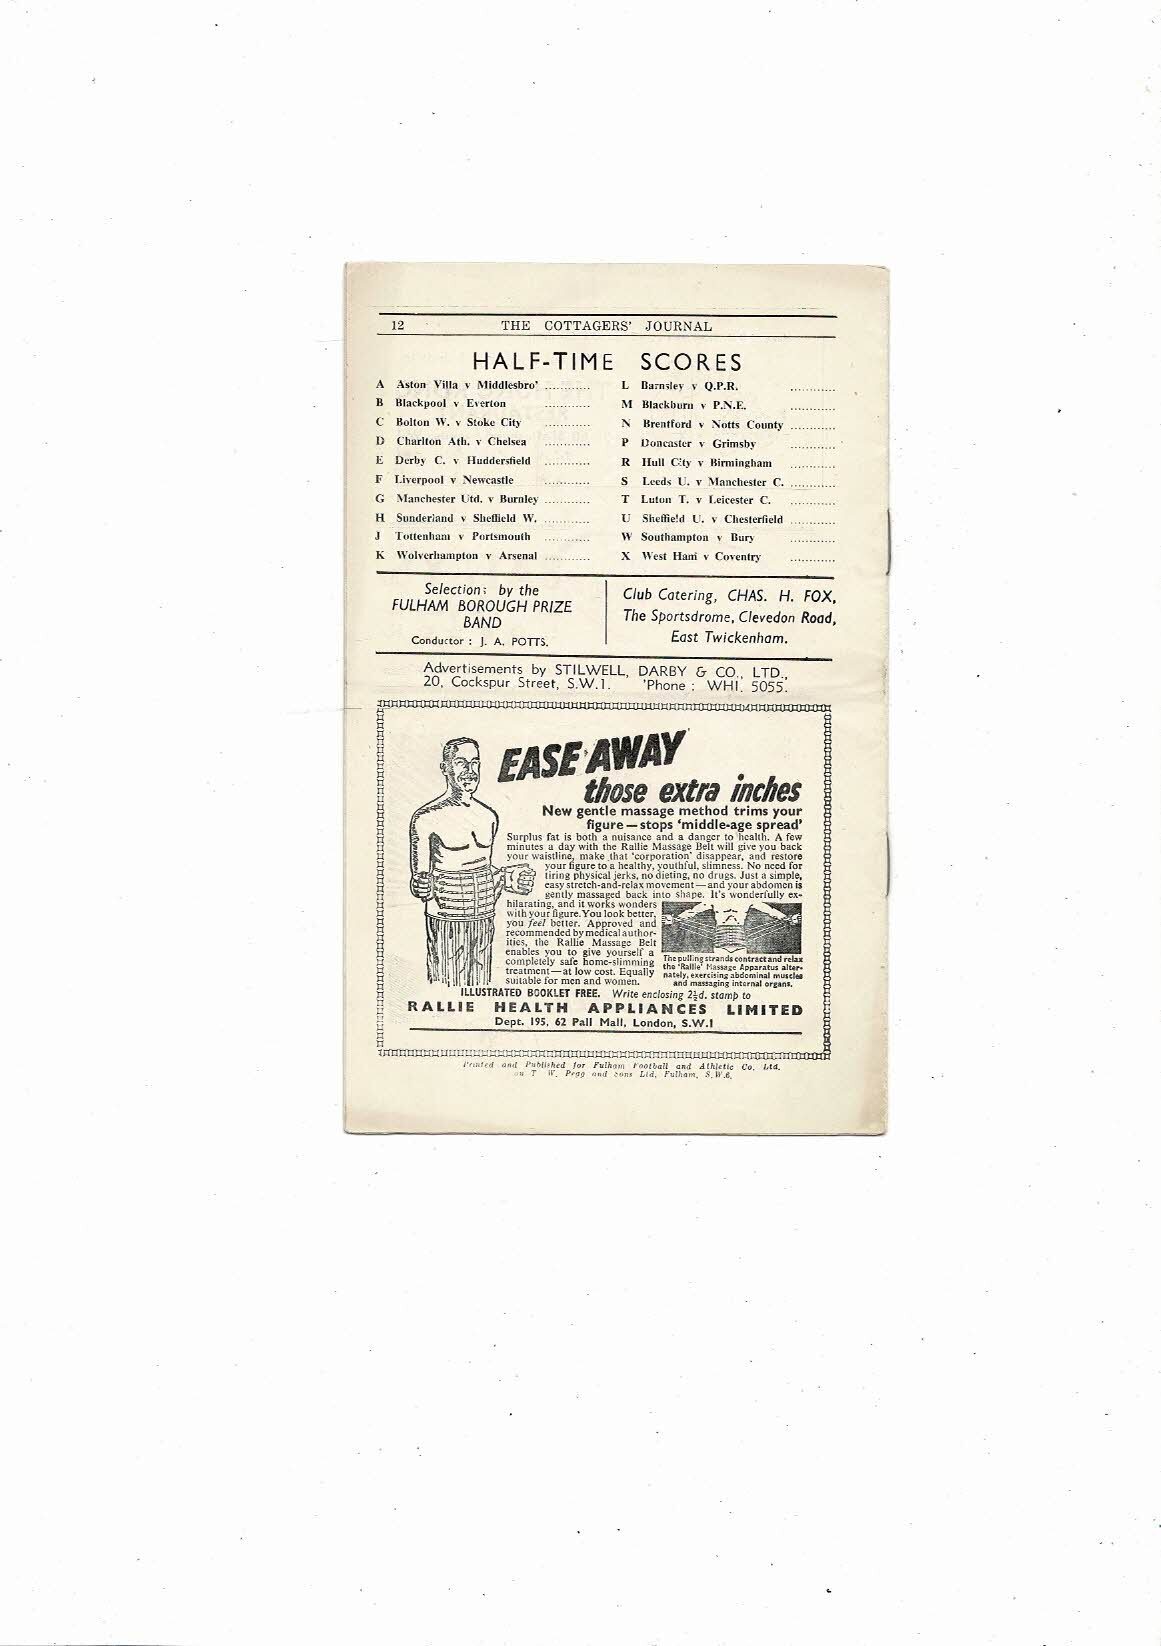 12 THE COTTAGERS' JOURNAL
HALF-TIME SCORES
A Aston Villa v Middlesbro' ............
B Blackpool v Everton ............
C Bolton W. v Stoke City ............
D Charlton Ath. v Chelsea ............
E Derby C. v Huddersfield ............
F Liverpool v Newcastle ............
G Manchester Utd. v Burnley ............
H Sunderland v Sheffield W. ............
J Tottenham v Portsmouth ............
K Wolverhampton v Arsenal ............
L Barnsley v Q.P.R. ............
M Blackburn v P.N.E. ............
N Brentford v Notts County ............
P Doncaster v Grimsby ............
R Hull City v Birmingham ............
S Leeds U. v Manchester C. ............
T Luton T. v Leicester C. ............
U Sheffield U. v Chesterfield ............
W Southampton v Bury ............
X West Ham v Coventry ............
Selections by the
FULHAM BOROUGH PRIZE
BAND
Conductor : J. A. POTTS.
Club Catering, CHAS. H. FOX,
The Sportsdrome, Clevedon Road,
East Twickenham.
Advertisements by STILWELL, DARBY & CO., LTD.,
20, Cockspur Street, S.W.1. 'Phone : WHI. 5055.
EASE AWAY
those extra inches
New gentle massage method trims your
figure—stops 'middle-age spread'
Surplus fat is both a nuisance and a danger to health. A few
minutes a day with the Rallie Massage Belt will give you back
your waistline, make that 'corporation' disappear, and restore
your figure to a healthy, youthful, slimness. No need for
tiring physical jerks, no dieting, no drugs. Just a simple,
easy stretch-and-relax movement—and your abdomen is
gently massaged back into shape. It's wonderfully ex-
hilarating, and it works wonders
with your figure. You look better,
you feel better. Approved and
recommended by medical author-
ities, the Rallie Massage Belt
enables you to give yourself a
completely safe home-slimming
treatment—at low cost. Equally
suitable for men and women.
The pulling strands contract and relax
the 'Rallie' Massage Apparatus alter-
nately, exercising abdominal muscles
and massaging internal organs.
ILLUSTRATED BOOKLET FREE. Write enclosing 2½d. stamp to
RALLIE HEALTH APPLIANCES LIMITED
Dept. 195, 62 Pall Mall, London, S.W.1
Printed and Published for Fulham Football and Athletic Co. Ltd.
T. W. Pegg and Sons Ltd, Fulham, S.W.6.